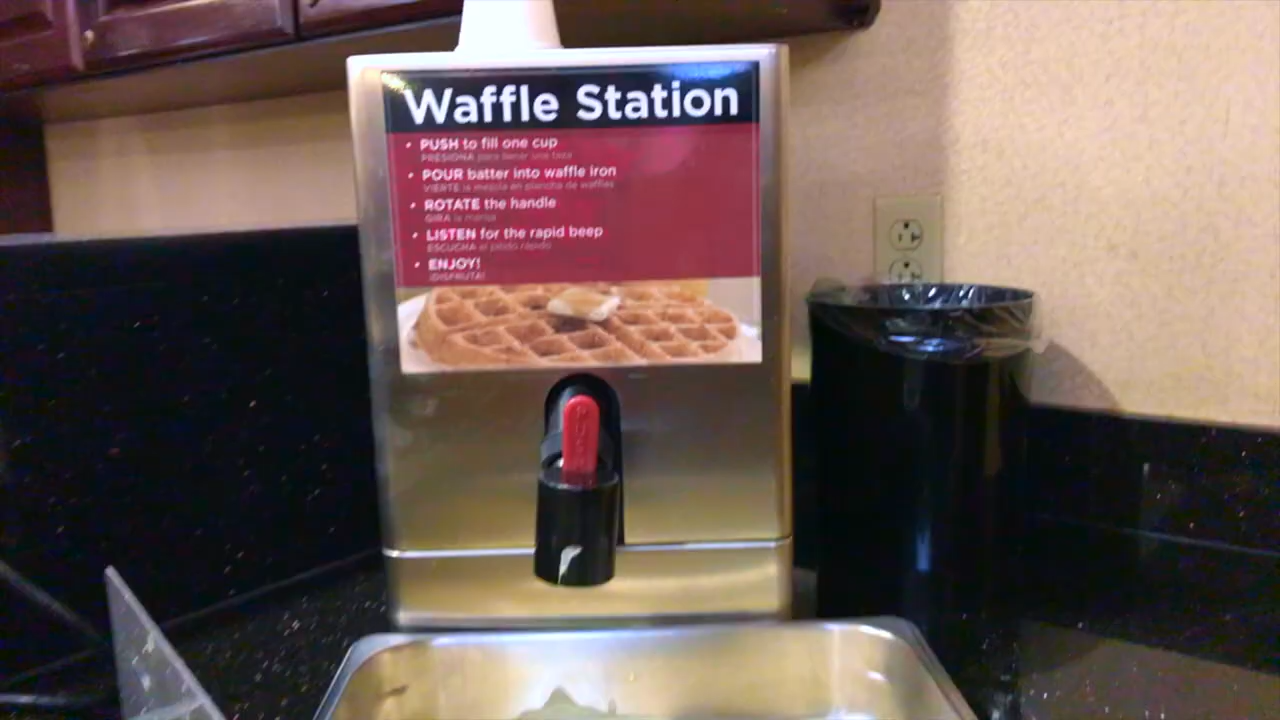 Waffle Station
• PUSH to fill one cup
PRESIONA para llenar una taza
• POUR batter into waffle iron
VIERTE la mezcla en plancha de waffles
• ROTATE the handle
GIRA la manija
• LISTEN for the rapid beep
ESCUCHA el pitido rápido
• ENJOY!
¡DISFRUTA!
PUSH